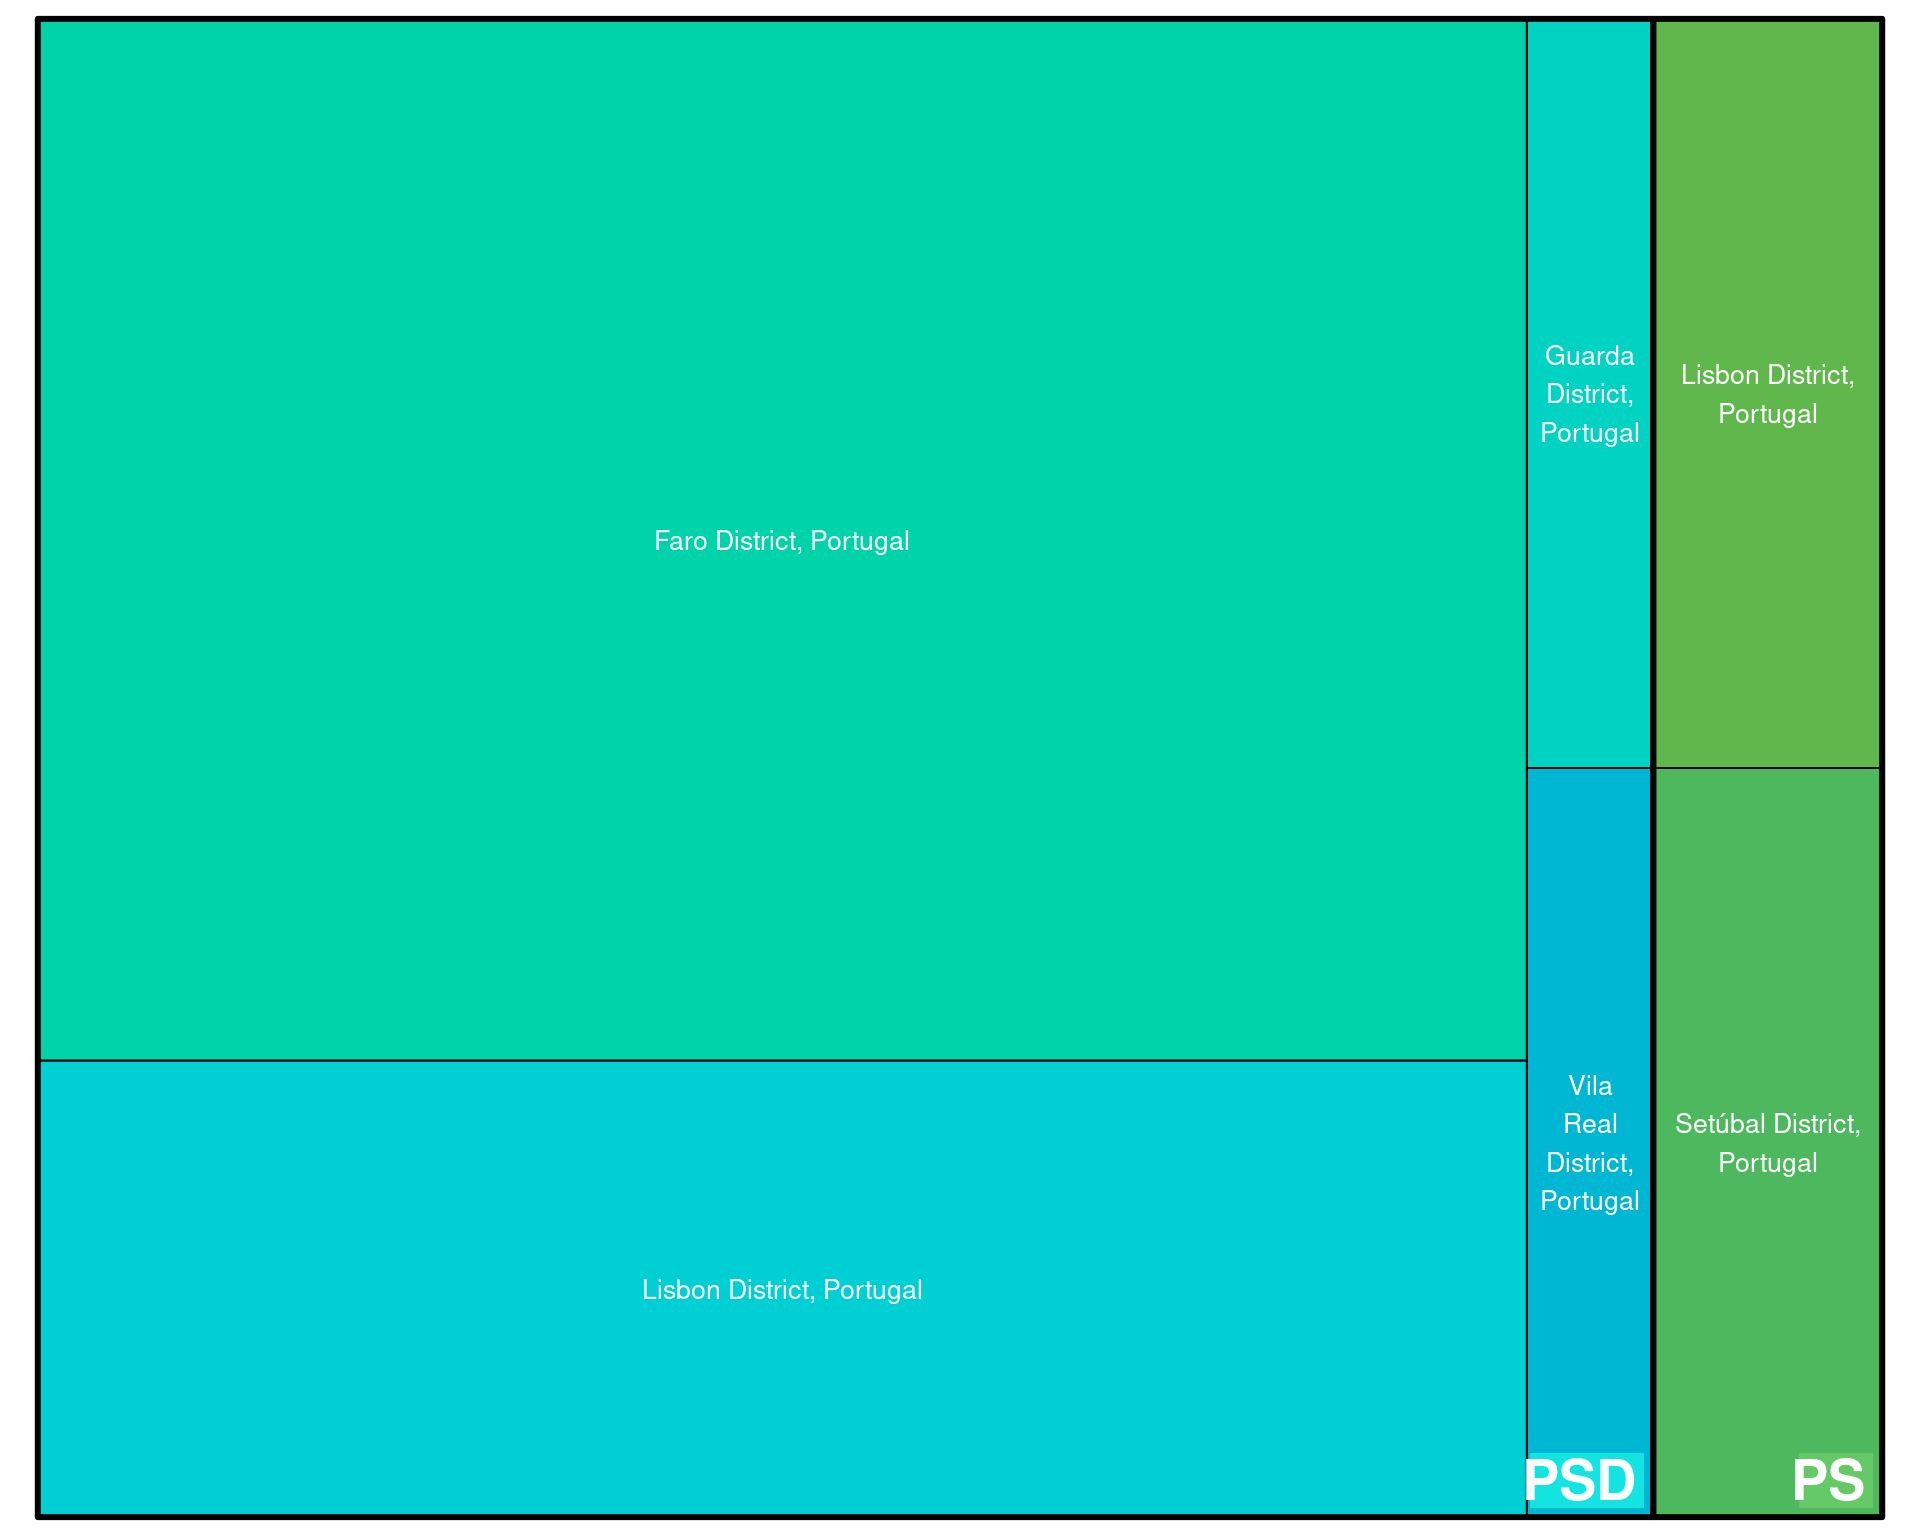 Faro District, Portugal
Lisbon District, Portugal
Guarda
District,
Portugal
Vila
Real
District,
Portugal
PSD
Lisbon District,
Portugal
Setúbal District,
Portugal
PS